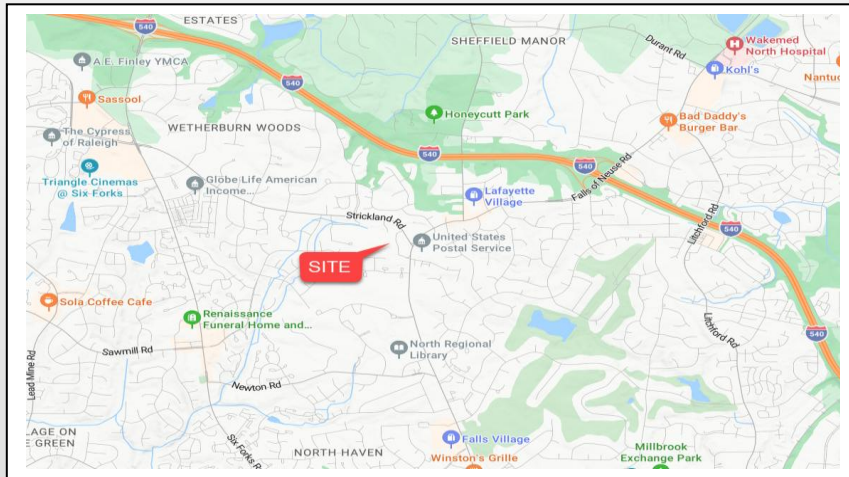 ESTATES
SHEFFIELD MANOR
Durant Rd
Wakemed
North Hospital
A.E. Finley YMCA
540
540
Kohl's
Nantuc
Sassool
Honeycutt Park
Bad Daddy's
Burger Bar
The Cypress
of Raleigh
WETHERBURN WOODS
540
540
Falls of Neuse Rd
Triangle Cinemas
@ Six Forks
Globe Life American
Income...
Lafayette
Village
Strickland Rd
Litchford Rd
540
United States
Postal Service
SITE
Sola Coffee Cafe
Renaissance
Funeral Home and...
540
Litchford Rd
Lead Mine Rd
Sawmill Rd
North Regional
Library
Newton Rd
LAGE ON
E GREEN
Six Forks R
NORTH HAVEN
Falls Village
Winston's Grille
Millbrook
Exchange Park